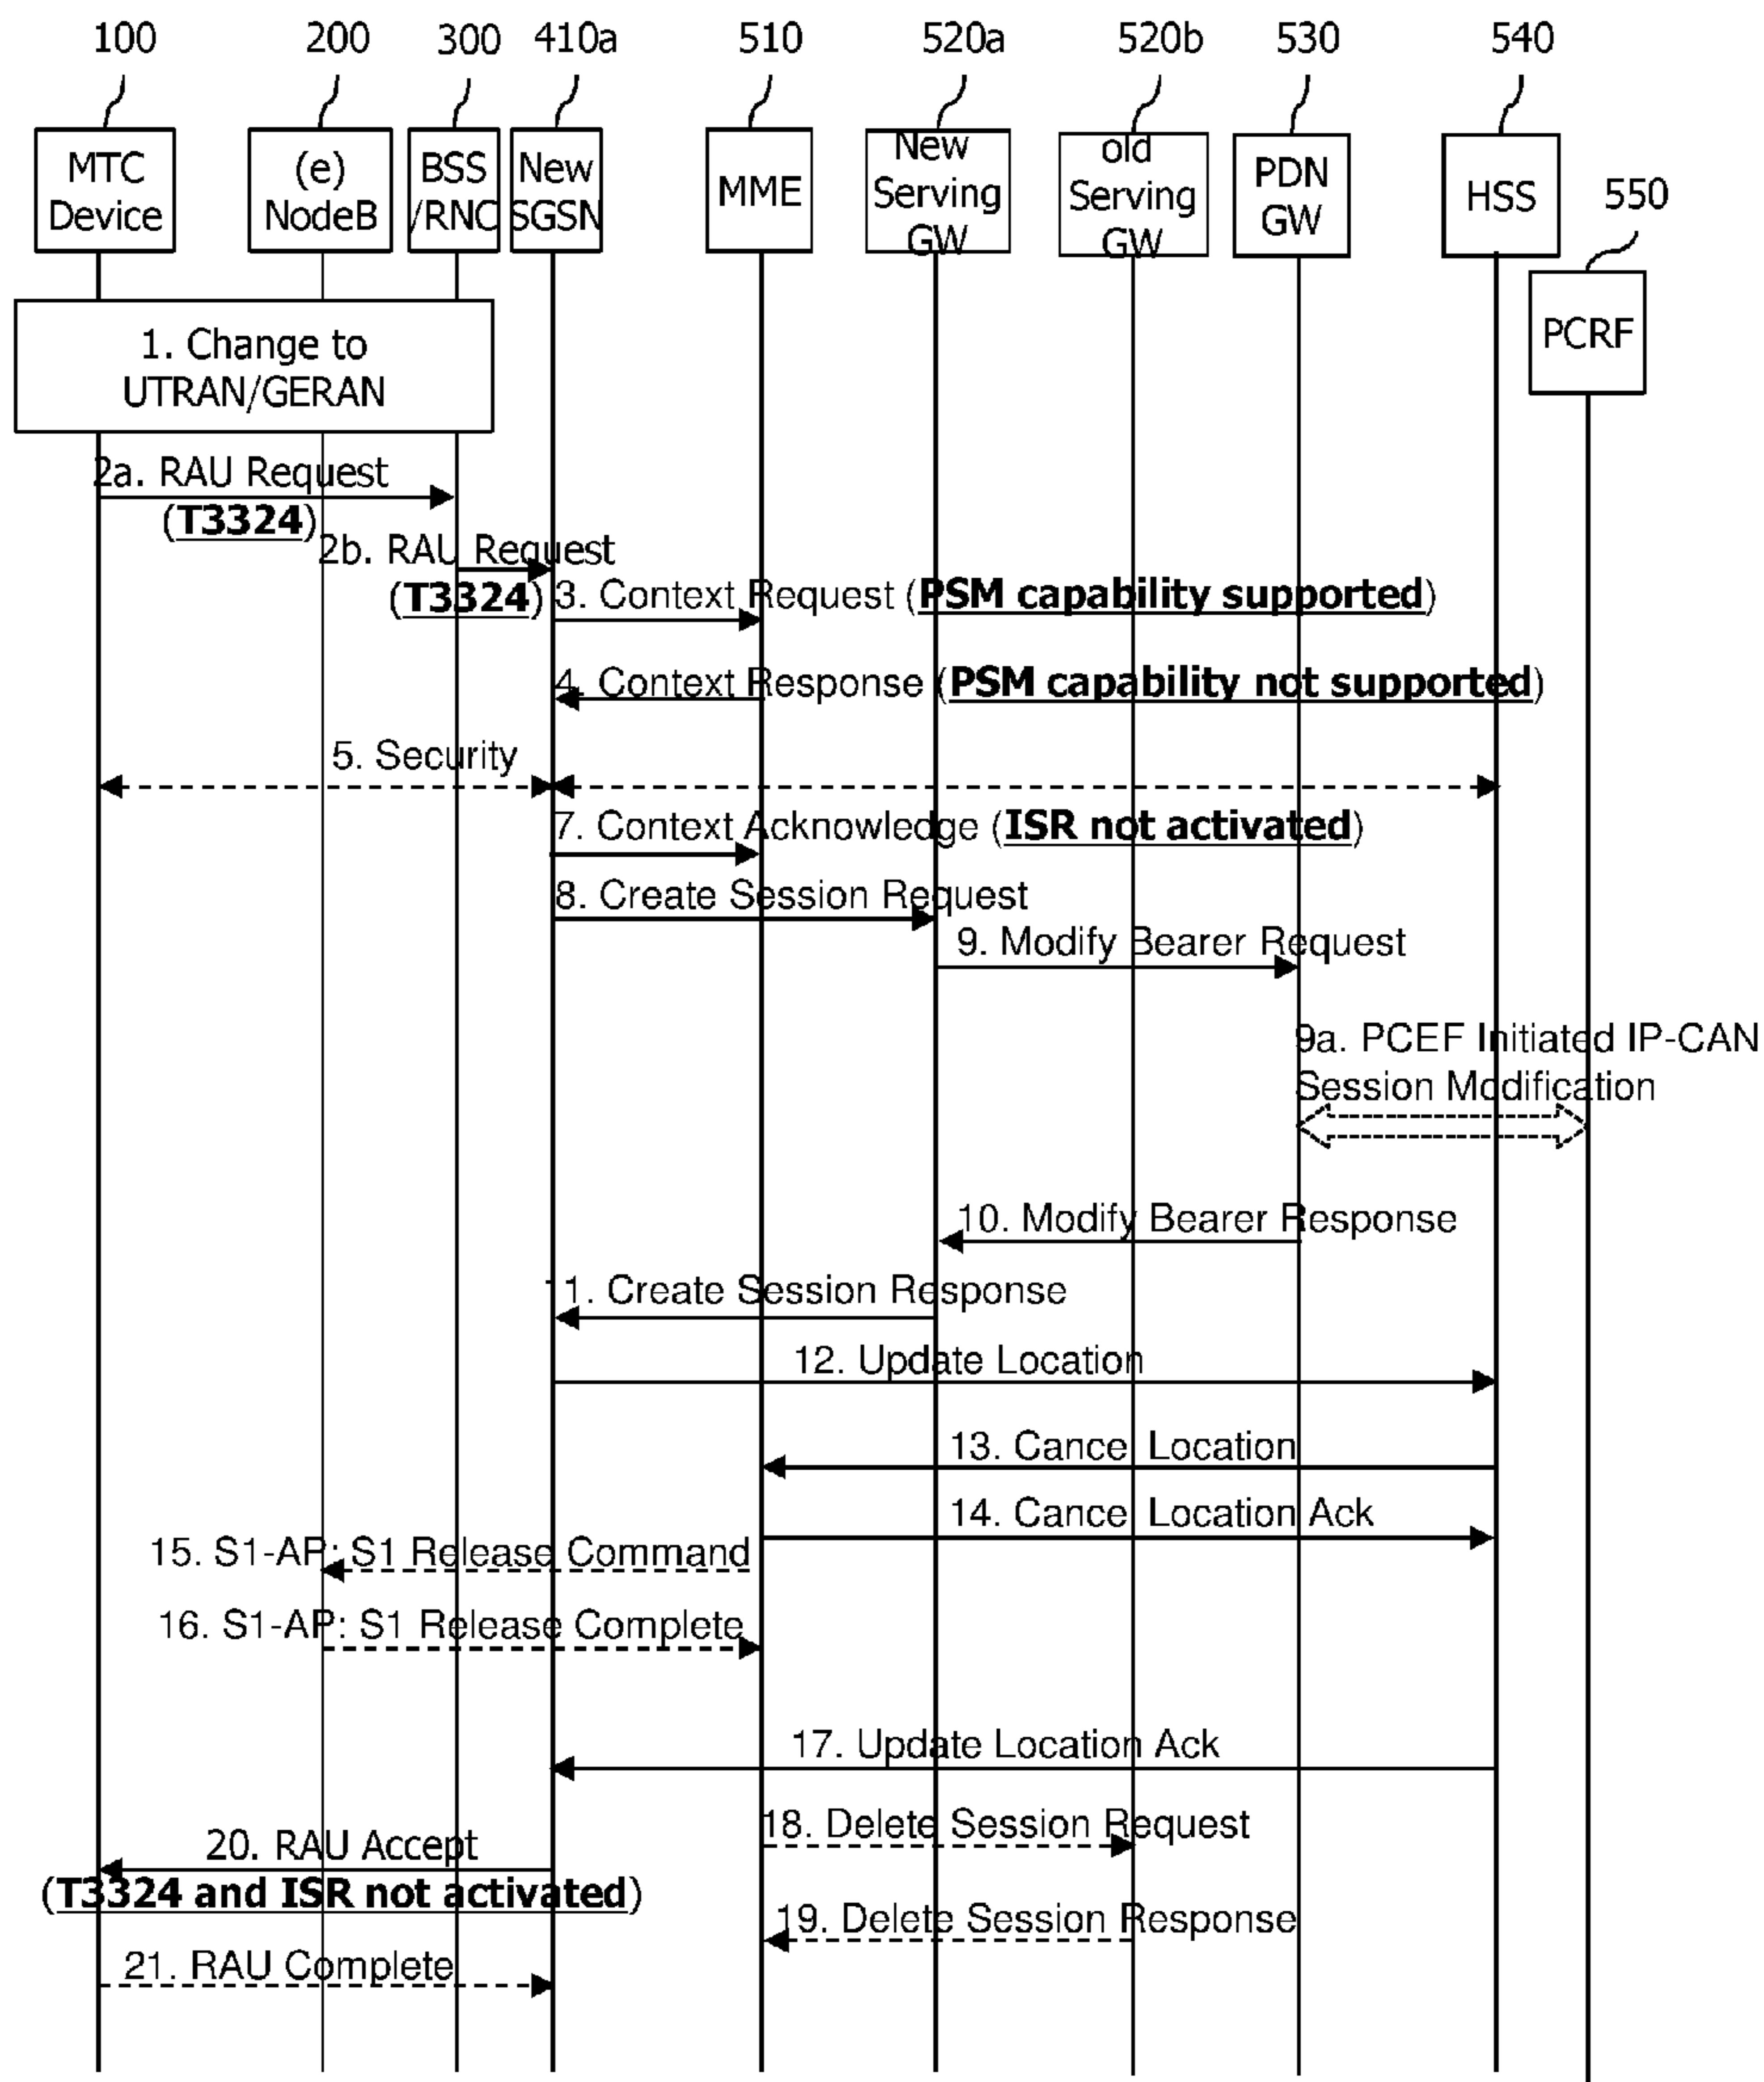 100
200
300
410a
510
520a
520b
530
540
MTC
Device
(e)
NodeB
BSS
/RNC
New
SGSN
MME
New
Serving
GW
old
Serving
GW
PDN
GW
HSS
550
PCRF
1. Change to
UTRAN/GERAN
2a. RAU Request
(T3324)
2b. RAU Request
(T3324)
3. Context Request (PSM capability supported)
4. Context Response (PSM capability not supported)
5. Security
7. Context Acknowledge (ISR not activated)
8. Create Session Request
9. Modify Bearer Request
9a. PCEF Initiated IP-CAN
Session Modification
10. Modify Bearer Response
11. Create Session Response
12. Update Location
13. Cancel Location
14. Cancel Location Ack
15. S1-AP: S1 Release Command
16. S1-AP: S1 Release Complete
17. Update Location Ack
18. Delete Session Request
20. RAU Accept
(T3324 and ISR not activated)
19. Delete Session Response
21. RAU Complete